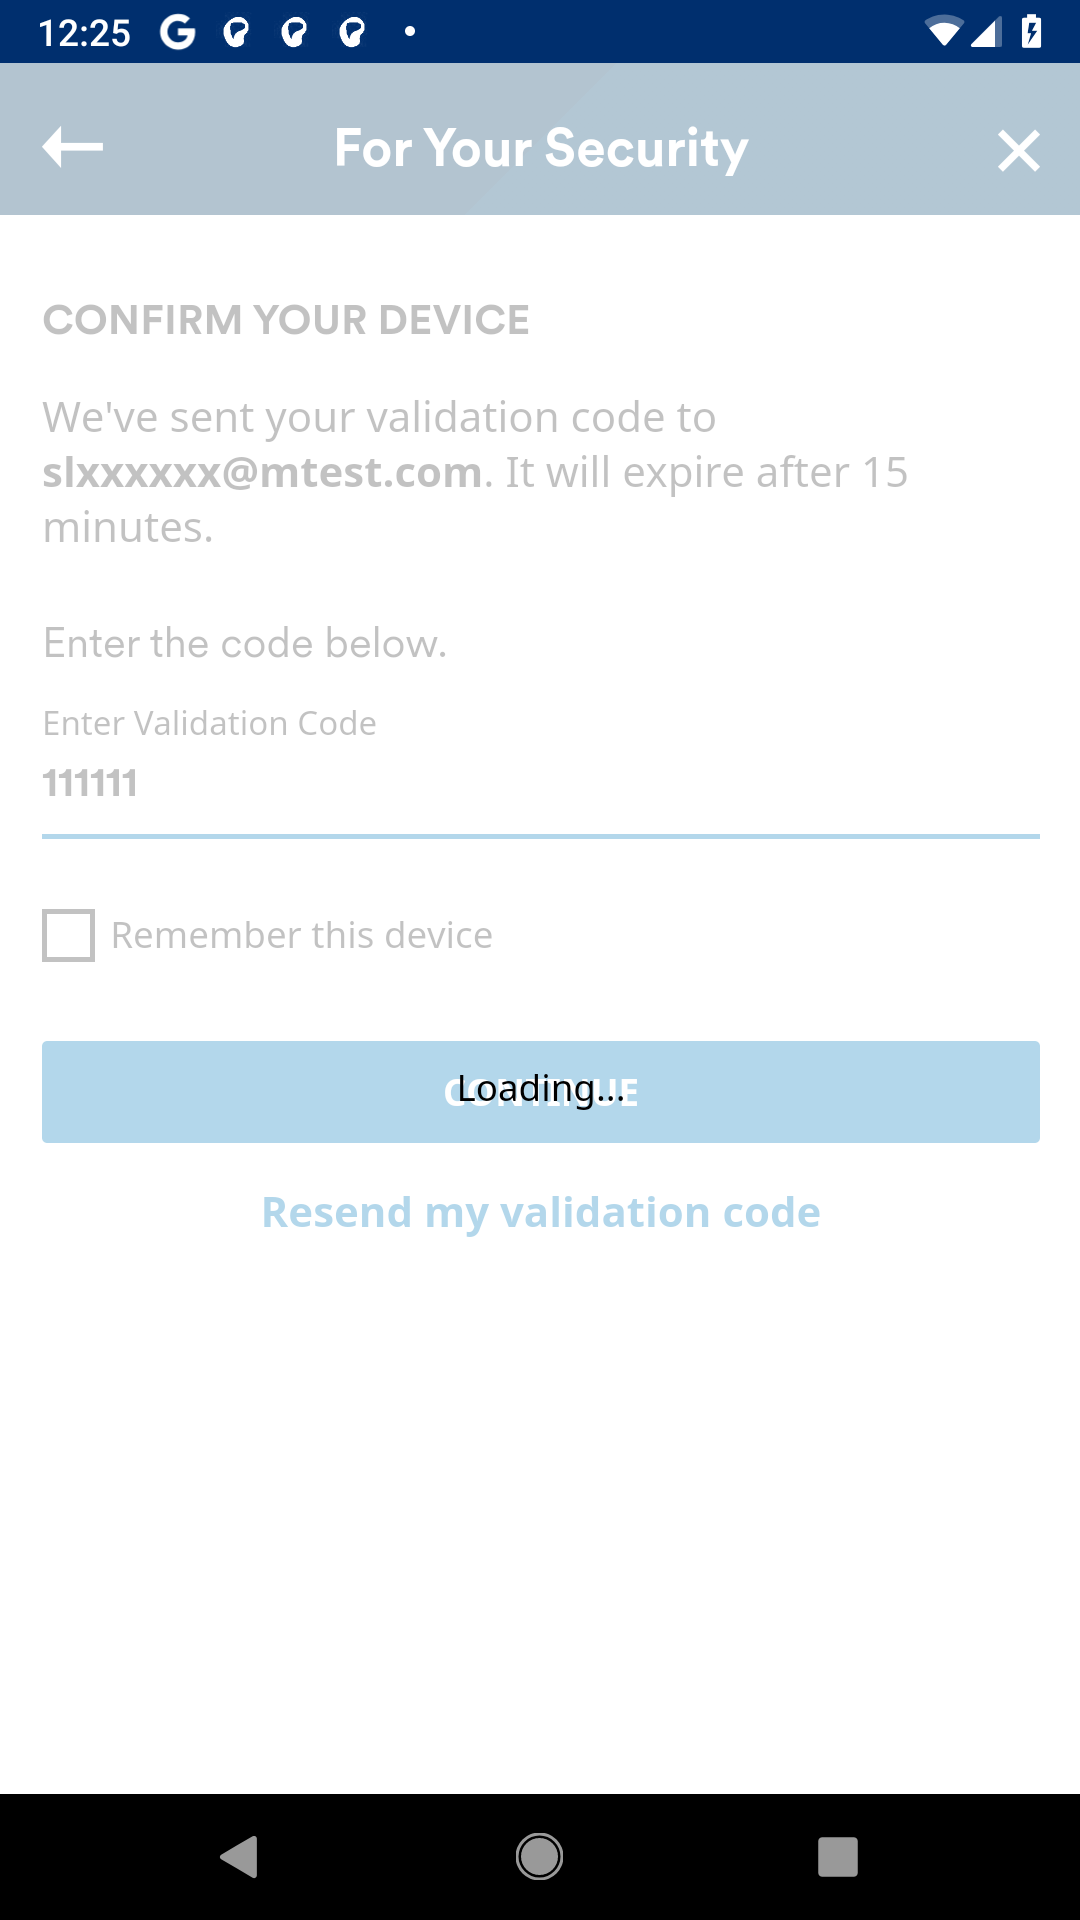 12:25
For Your Security
CONFIRM YOUR DEVICE
We've sent your validation code to
slxxxxxx@mtest.com. It will expire after 15
minutes.
Enter the code below.
Enter Validation Code
111111
Remember this device
CONTINUE
Loading...
Resend my validation code